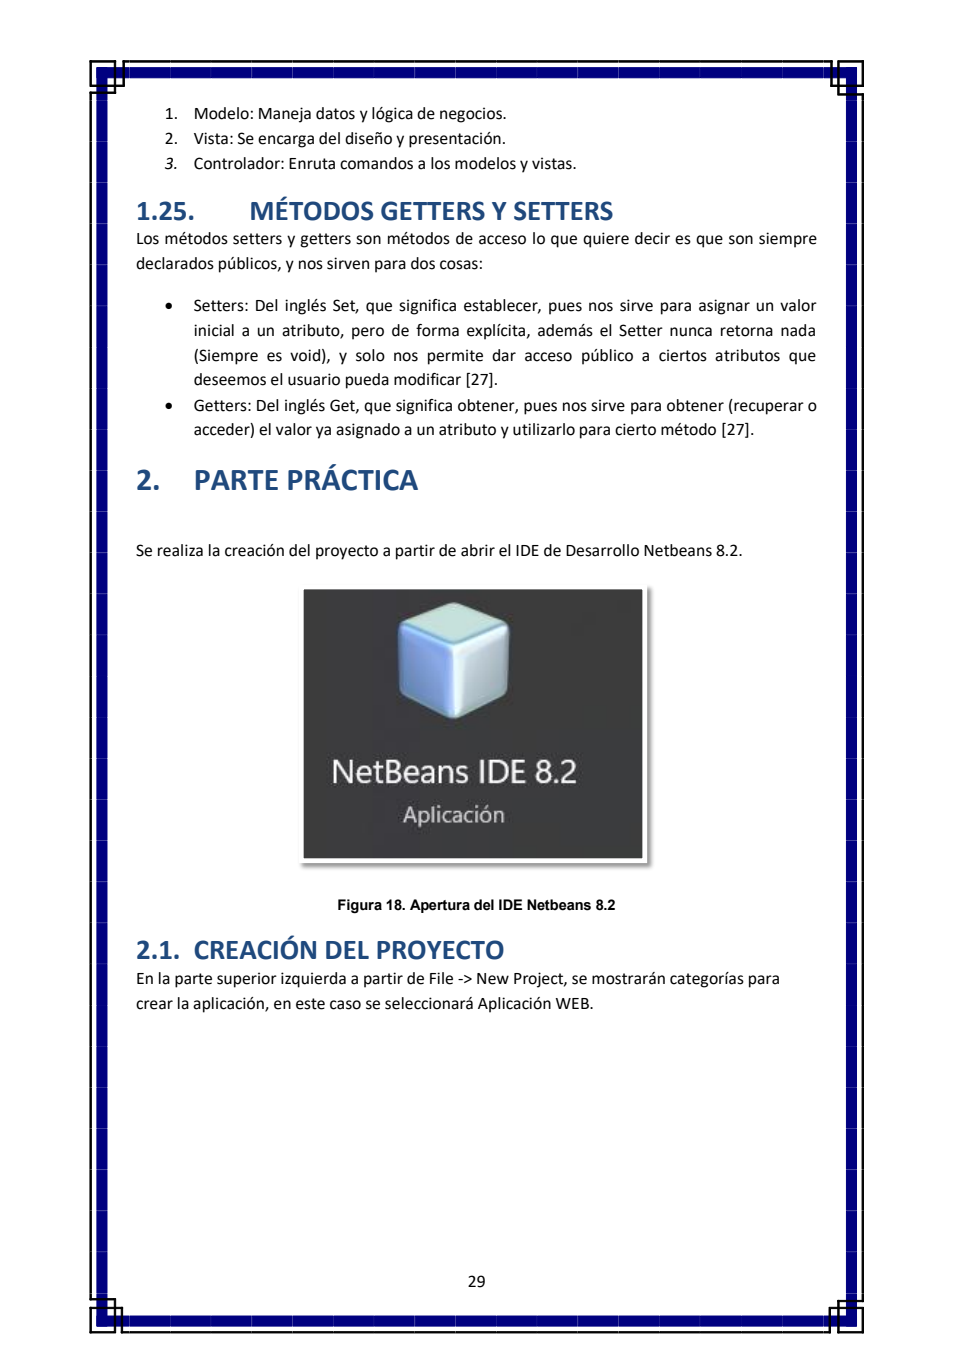 1. Modelo: Maneja datos y lógica de negocios.
2. Vista: Se encarga del diseño y presentación.
3. Controlador: Enruta comandos a los modelos y vistas.
1.25. MÉTODOS GETTERS Y SETTERS
Los métodos setters y getters son métodos de acceso lo que quiere decir es que son siempre
declarados públicos, y nos sirven para dos cosas:
• Setters: Del inglés Set, que significa establecer, pues nos sirve para asignar un valor
inicial a un atributo, pero de forma explícita, además el Setter nunca retorna nada
(Siempre es void), y solo nos permite dar acceso público a ciertos atributos que
deseemos el usuario pueda modificar [27].
• Getters: Del inglés Get, que significa obtener, pues nos sirve para obtener (recuperar o
acceder) el valor ya asignado a un atributo y utilizarlo para cierto método [27].
2. PARTE PRÁCTICA
Se realiza la creación del proyecto a partir de abrir el IDE de Desarrollo Netbeans 8.2.
NetBeans IDE 8.2
Aplicación
Figura 18. Apertura del IDE Netbeans 8.2
2.1. CREACIÓN DEL PROYECTO
En la parte superior izquierda a partir de File -> New Project, se mostrarán categorías para
crear la aplicación, en este caso se seleccionará Aplicación WEB.
29